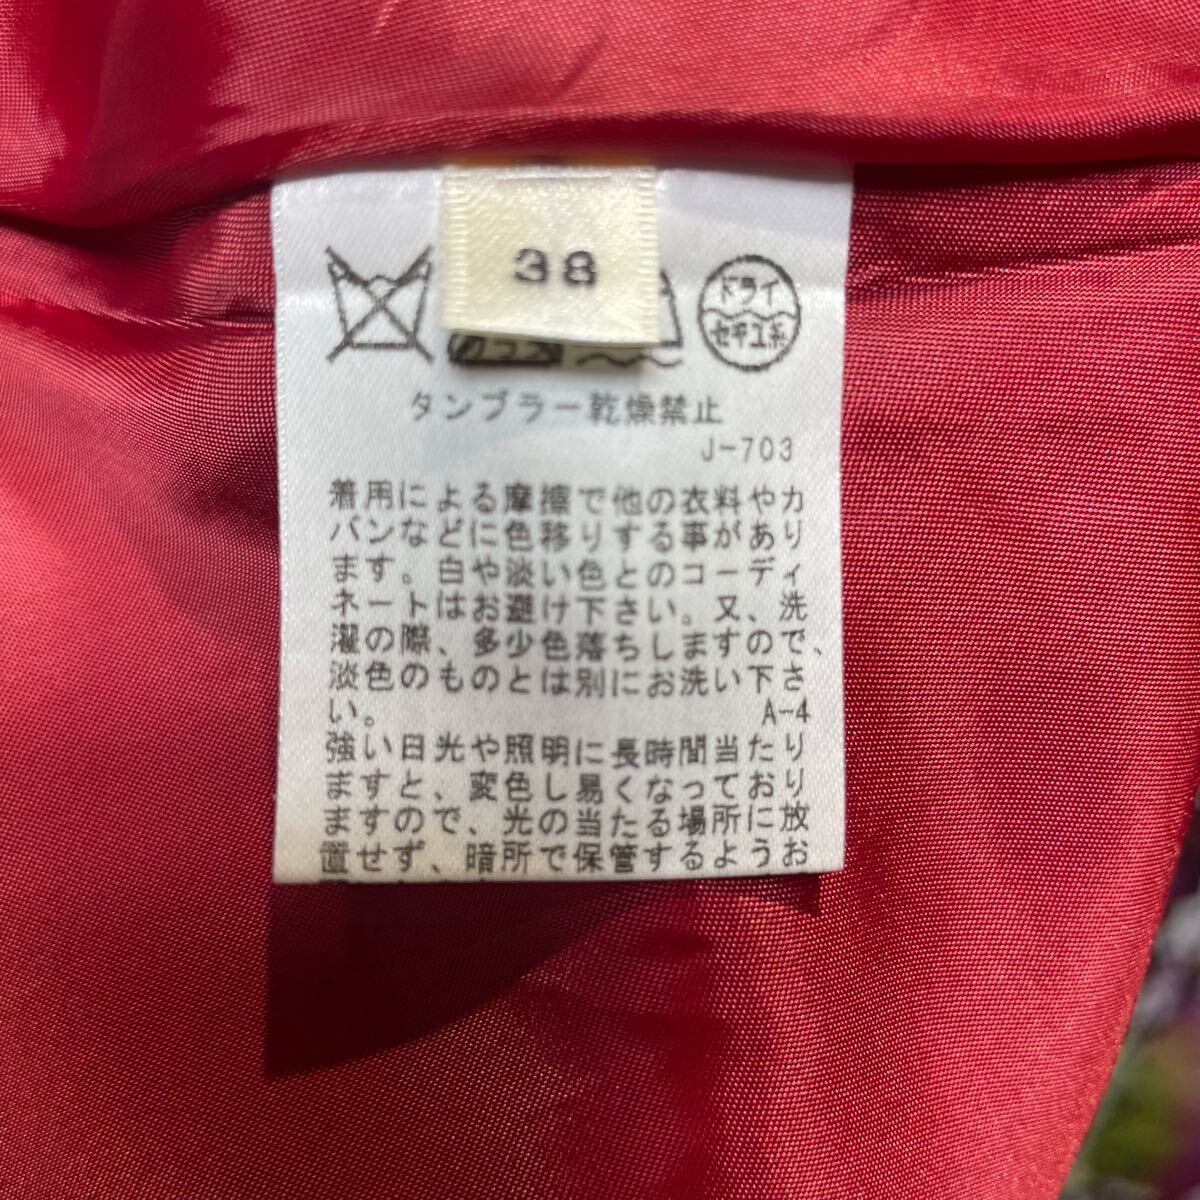 38
ドライ
セキユ系
タンブラー乾燥禁止
J-703
着用による摩擦で他の衣料やカ
バンなどに色移りする事があり
ます。白や淡い色とのコーディ
ネートはお避け下さい。又、洗
濯の際、多少色落ちしますので、
淡色のものとは別にお洗い下さ
い。 A-4
強い日光や照明に長時間当たり
ますと、変色し易くなっており
ますので、光の当たる場所に放
置せず、暗所で保管するようお